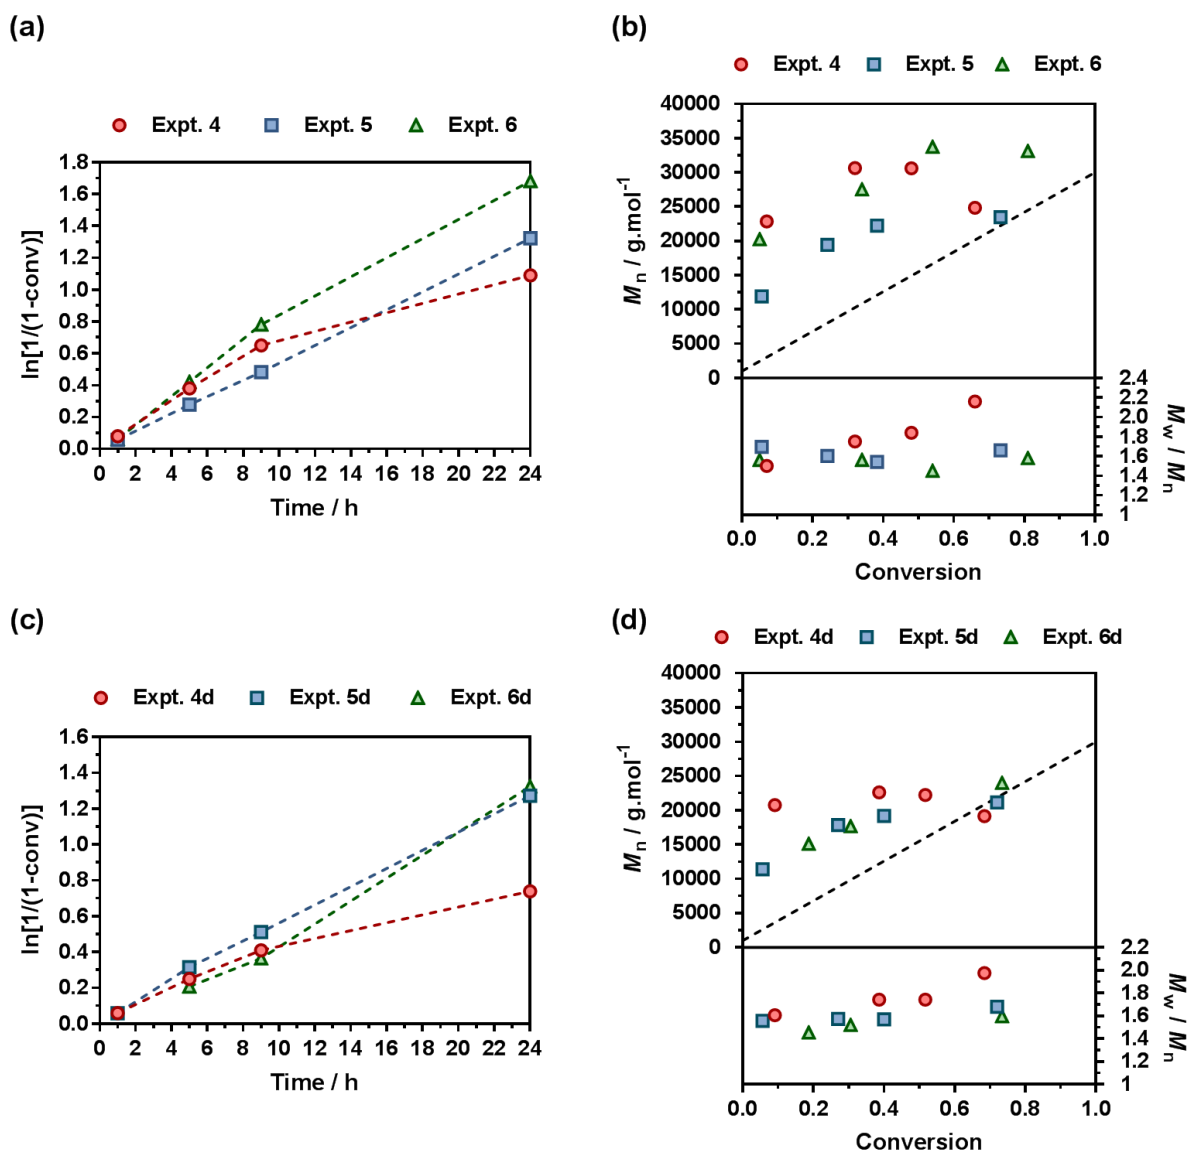 (a)
Expt. 4 Expt. 5 Expt. 6
1.8
1.6
1.4
1.2
1.0
0.8
0.6
0.4
0.2
0.0
ln[1/(1-conv)]
0 2 4 6 8 10 12 14 16 18 20 22 24
Time / h
(b)
Expt. 4 Expt. 5 Expt. 6
40000
35000
30000
25000
20000
15000
10000
5000
0
Mn / g.mol-1
2.4
2.2
2.0
1.8
1.6
1.4
1.2
1
Mw / Mn
0.0 0.2 0.4 0.6 0.8 1.0
Conversion
(c)
Expt. 4d Expt. 5d Expt. 6d
1.6
1.4
1.2
1.0
0.8
0.6
0.4
0.2
0.0
ln[1/(1-conv)]
0 2 4 6 8 10 12 14 16 18 20 22 24
Time / h
(d)
Expt. 4d Expt. 5d Expt. 6d
40000
35000
30000
25000
20000
15000
10000
5000
0
Mn / g.mol-1
2.2
2.0
1.8
1.6
1.4
1.2
1
Mw / Mn
0.0 0.2 0.4 0.6 0.8 1.0
Conversion